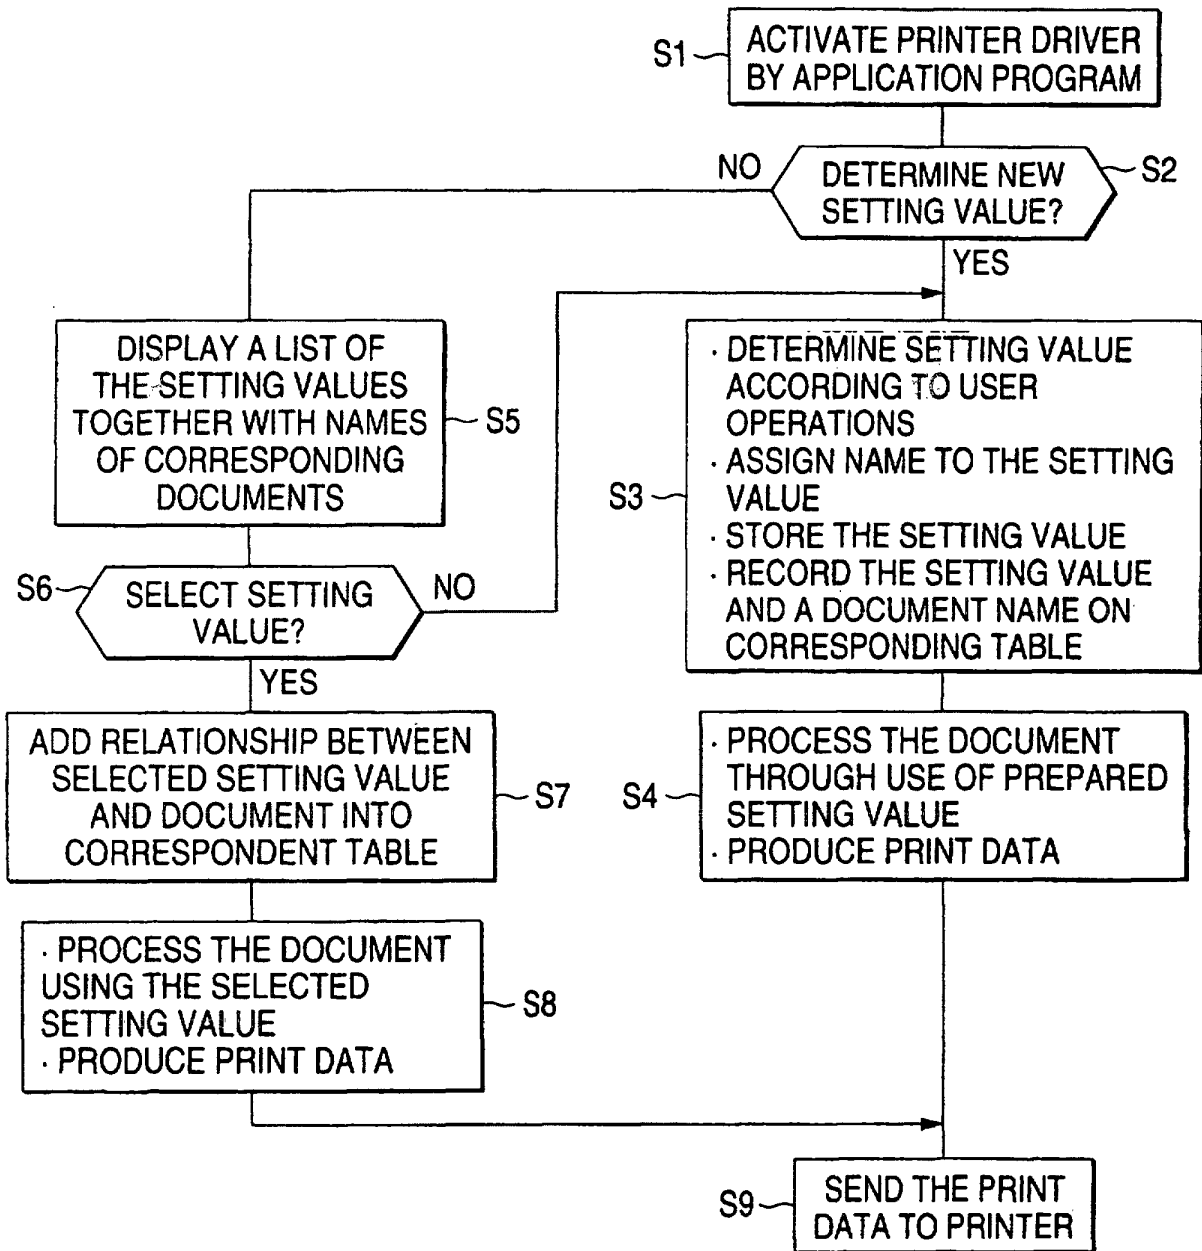 S1
ACTIVATE PRINTER DRIVER
BY APPLICATION PROGRAM
NO
DETERMINE NEW
SETTING VALUE?
S2
YES
DISPLAY A LIST OF
THE SETTING VALUES
TOGETHER WITH NAMES
OF CORRESPONDING
DOCUMENTS
S5
S6
SELECT SETTING
VALUE?
NO
YES
S3
· DETERMINE SETTING VALUE
ACCORDING TO USER
OPERATIONS
· ASSIGN NAME TO THE SETTING
VALUE
· STORE THE SETTING VALUE
· RECORD THE SETTING VALUE
AND A DOCUMENT NAME ON
CORRESPONDING TABLE
ADD RELATIONSHIP BETWEEN
SELECTED SETTING VALUE
AND DOCUMENT INTO
CORRESPONDENT TABLE
S7
S4
· PROCESS THE DOCUMENT
THROUGH USE OF PREPARED
SETTING VALUE
· PRODUCE PRINT DATA
· PROCESS THE DOCUMENT
USING THE SELECTED
SETTING VALUE
· PRODUCE PRINT DATA
S8
S9
SEND THE PRINT
DATA TO PRINTER